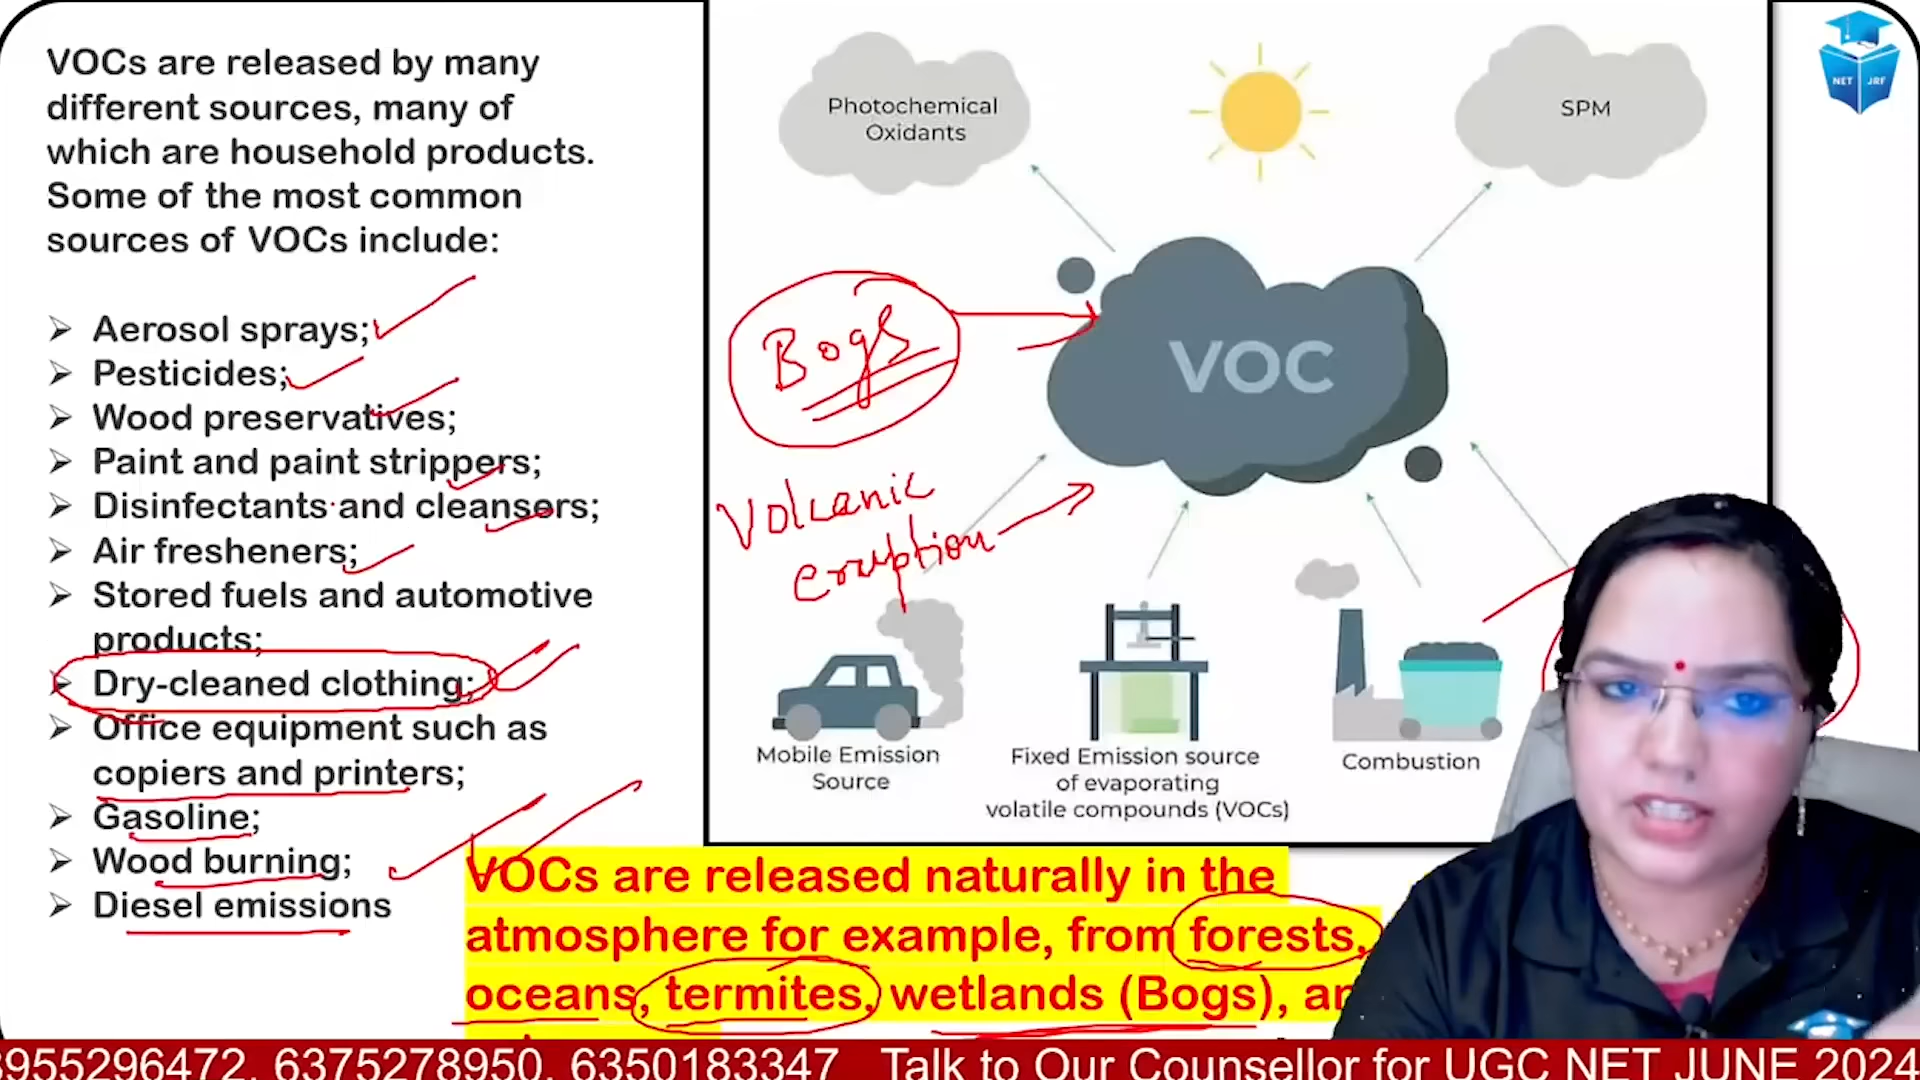 VOCs are released by many
different sources, many of
which are household products.
Some of the most common
sources of VOCs include:
➢ Aerosol sprays;
➢ Pesticides;
➢ Wood preservatives;
➢ Paint and paint strippers;
➢ Disinfectants and cleansers;
➢ Air fresheners;
➢ Stored fuels and automotive
products;
➢ Dry-cleaned clothing;
➢ Office equipment such as
copiers and printers;
➢ Gasoline;
➢ Wood burning;
➢ Diesel emissions
Photochemical
Oxidants
SPM
NET JRF
VOC
Bogs
Volcanic
eruption
Mobile Emission
Source
Fixed Emission source
of evaporating
volatile compounds (VOCs)
Combustion
VOCs are released naturally in the
atmosphere for example, from forests,
oceans, termites, wetlands (Bogs),
955296472, 6375278950, 6350183347 Talk to Our Counsellor for UGC NET JUNE 2024